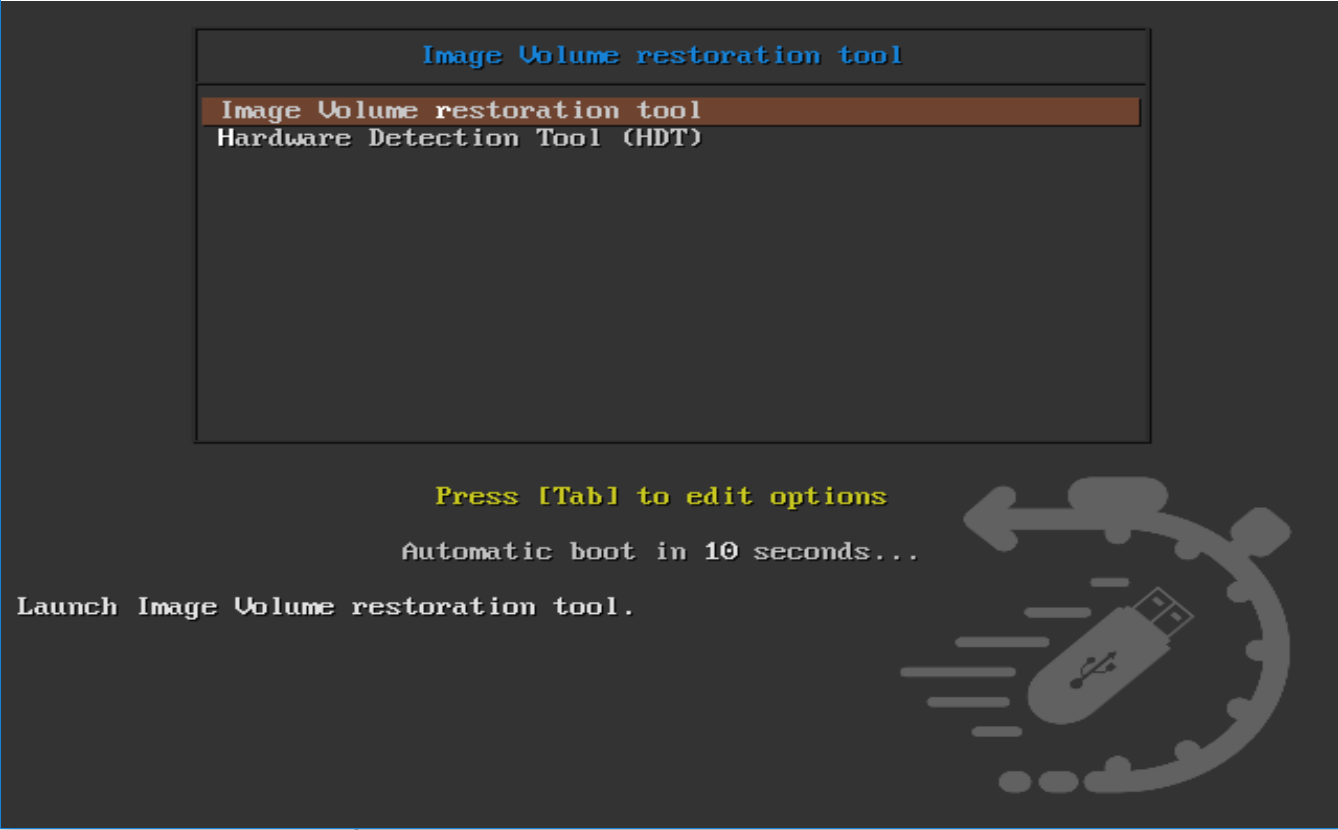 Image Volume restoration tool
Image Volume restoration tool
Hardware Detection Tool (HDT)
Press [Tab] to edit options
Automatic boot in 10 seconds...
Launch Image Volume restoration tool.